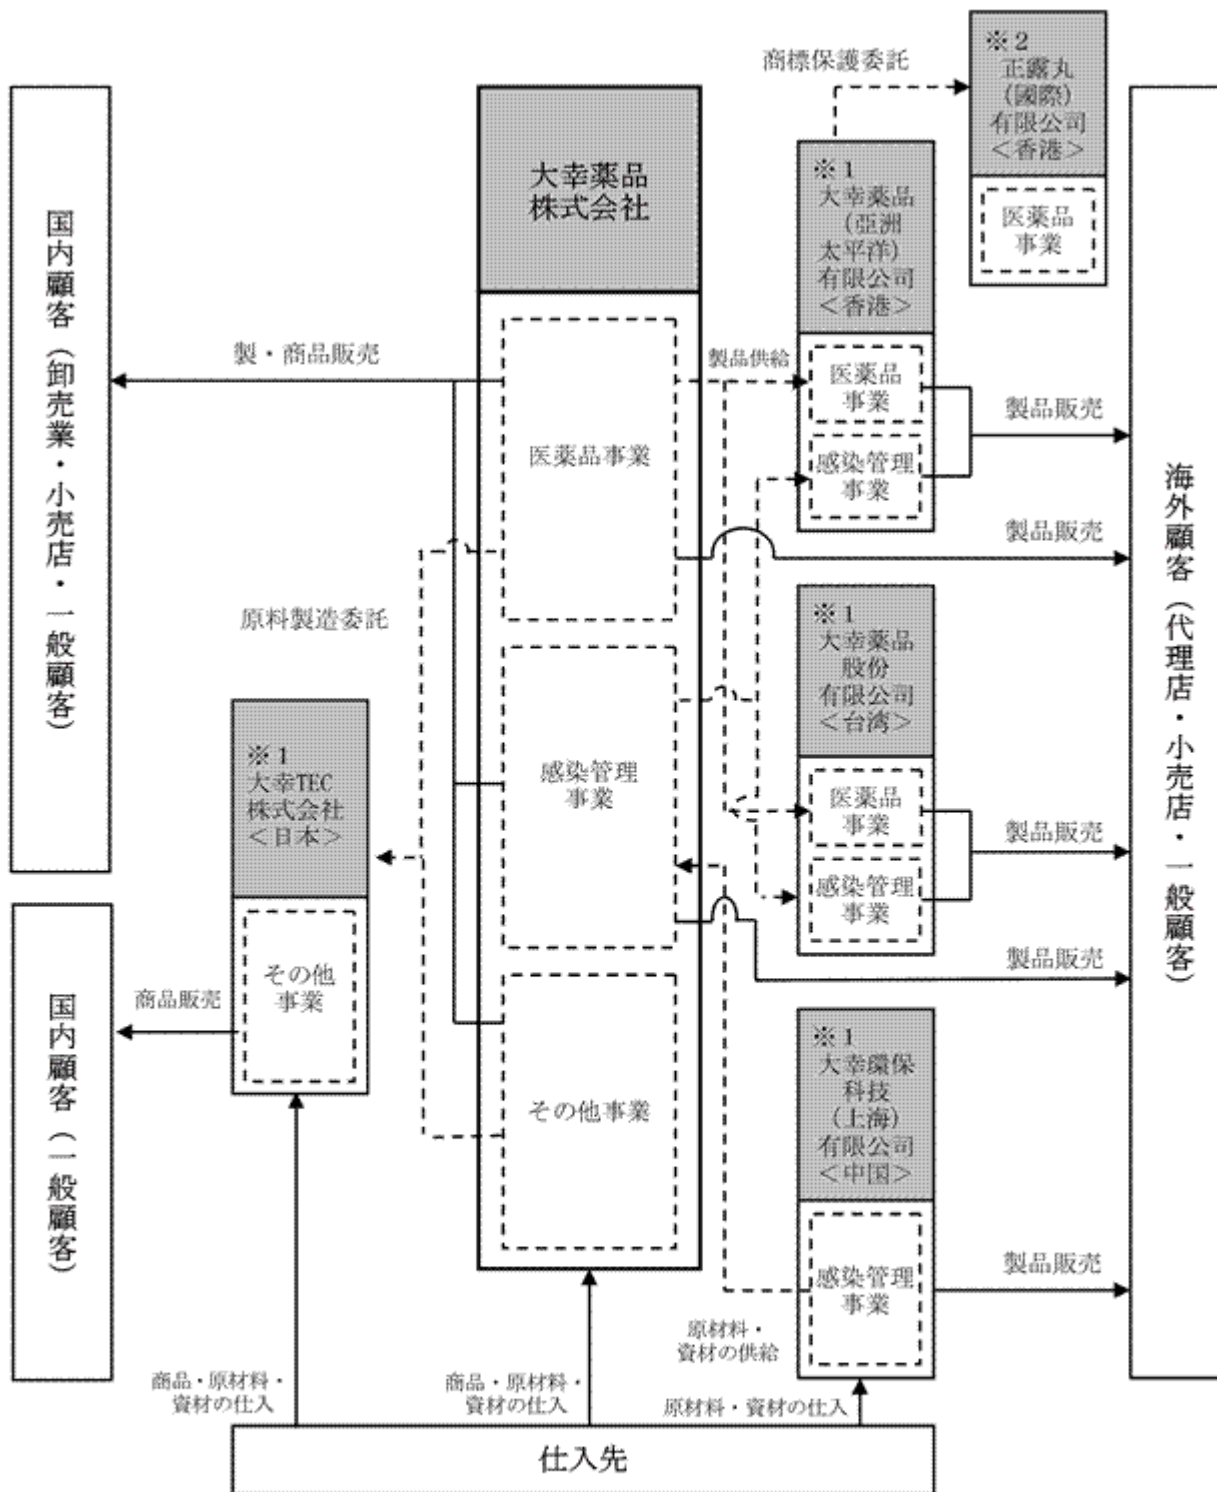 国内顧客（卸売業・小売店・一般顧客）
国内顧客（一般顧客）
製・商品販売
商品販売
原料製造委託
※1
大幸TEC
株式会社
＜日本＞
その他
事業
大幸薬品
株式会社
医薬品事業
感染管理
事業
その他事業
商標保護委託
※2
正露丸
（國際）
有限公司
＜香港＞
医薬品
事業
※1
大幸薬品
（亞洲
太平洋）
有限公司
＜香港＞
製品供給
医薬品
事業
感染管理
事業
製品販売
製品販売
※1
大幸薬品
股份
有限公司
＜台湾＞
医薬品
事業
感染管理
事業
製品販売
製品販売
※1
大幸環保
科技
（上海）
有限公司
＜中国＞
感染管理
事業
製品販売
原材料・
資材の供給
海外顧客（代理店・小売店・一般顧客）
商品・原材料・
資材の仕入
商品・原材料・
資材の仕入
原材料・資材の仕入
仕入先